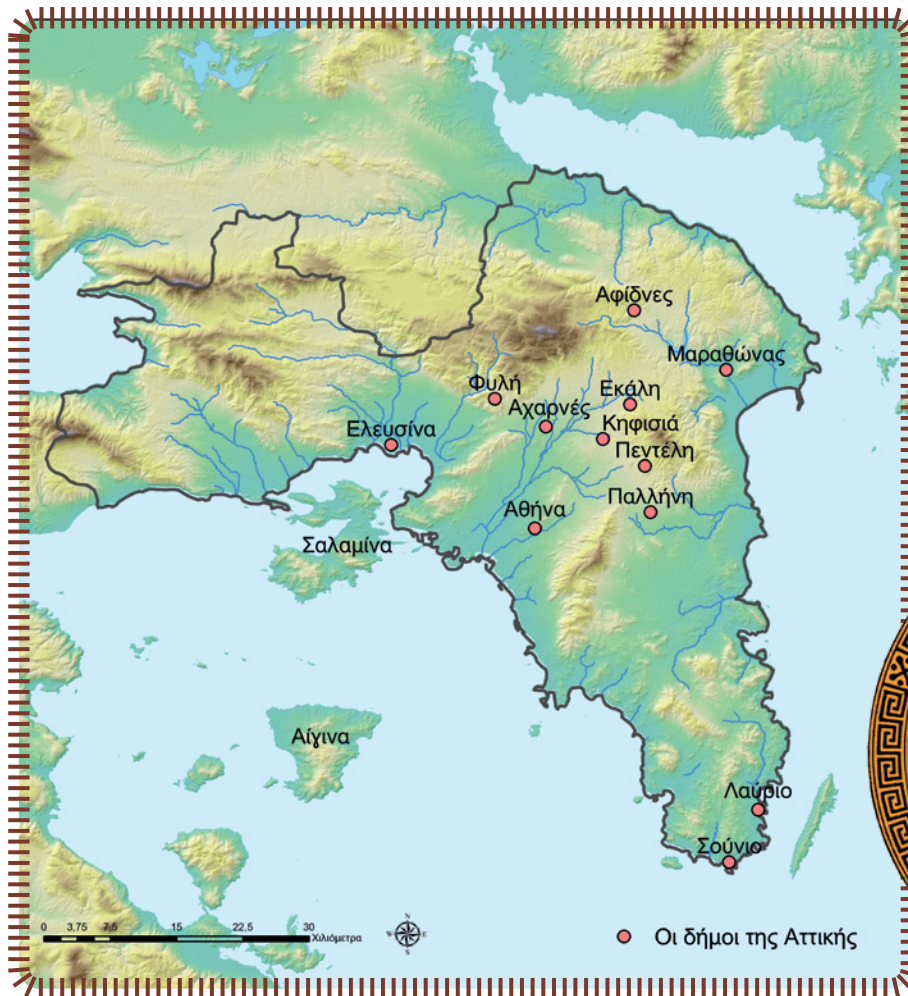 Αφίδνες
Μαραθώνας
Φυλή
Εκάλη
Αχαρνές
Κηφισιά
Ελευσίνα
Πεντέλη
Παλλήνη
Αθήνα
Σαλαμίνα
Αίγινα
Λαύριο
Σούνιο
0 3,75 7,5 15 22,5 30
Χιλιόμετρα
N
W E
S
Οι δήμοι της Αττικής